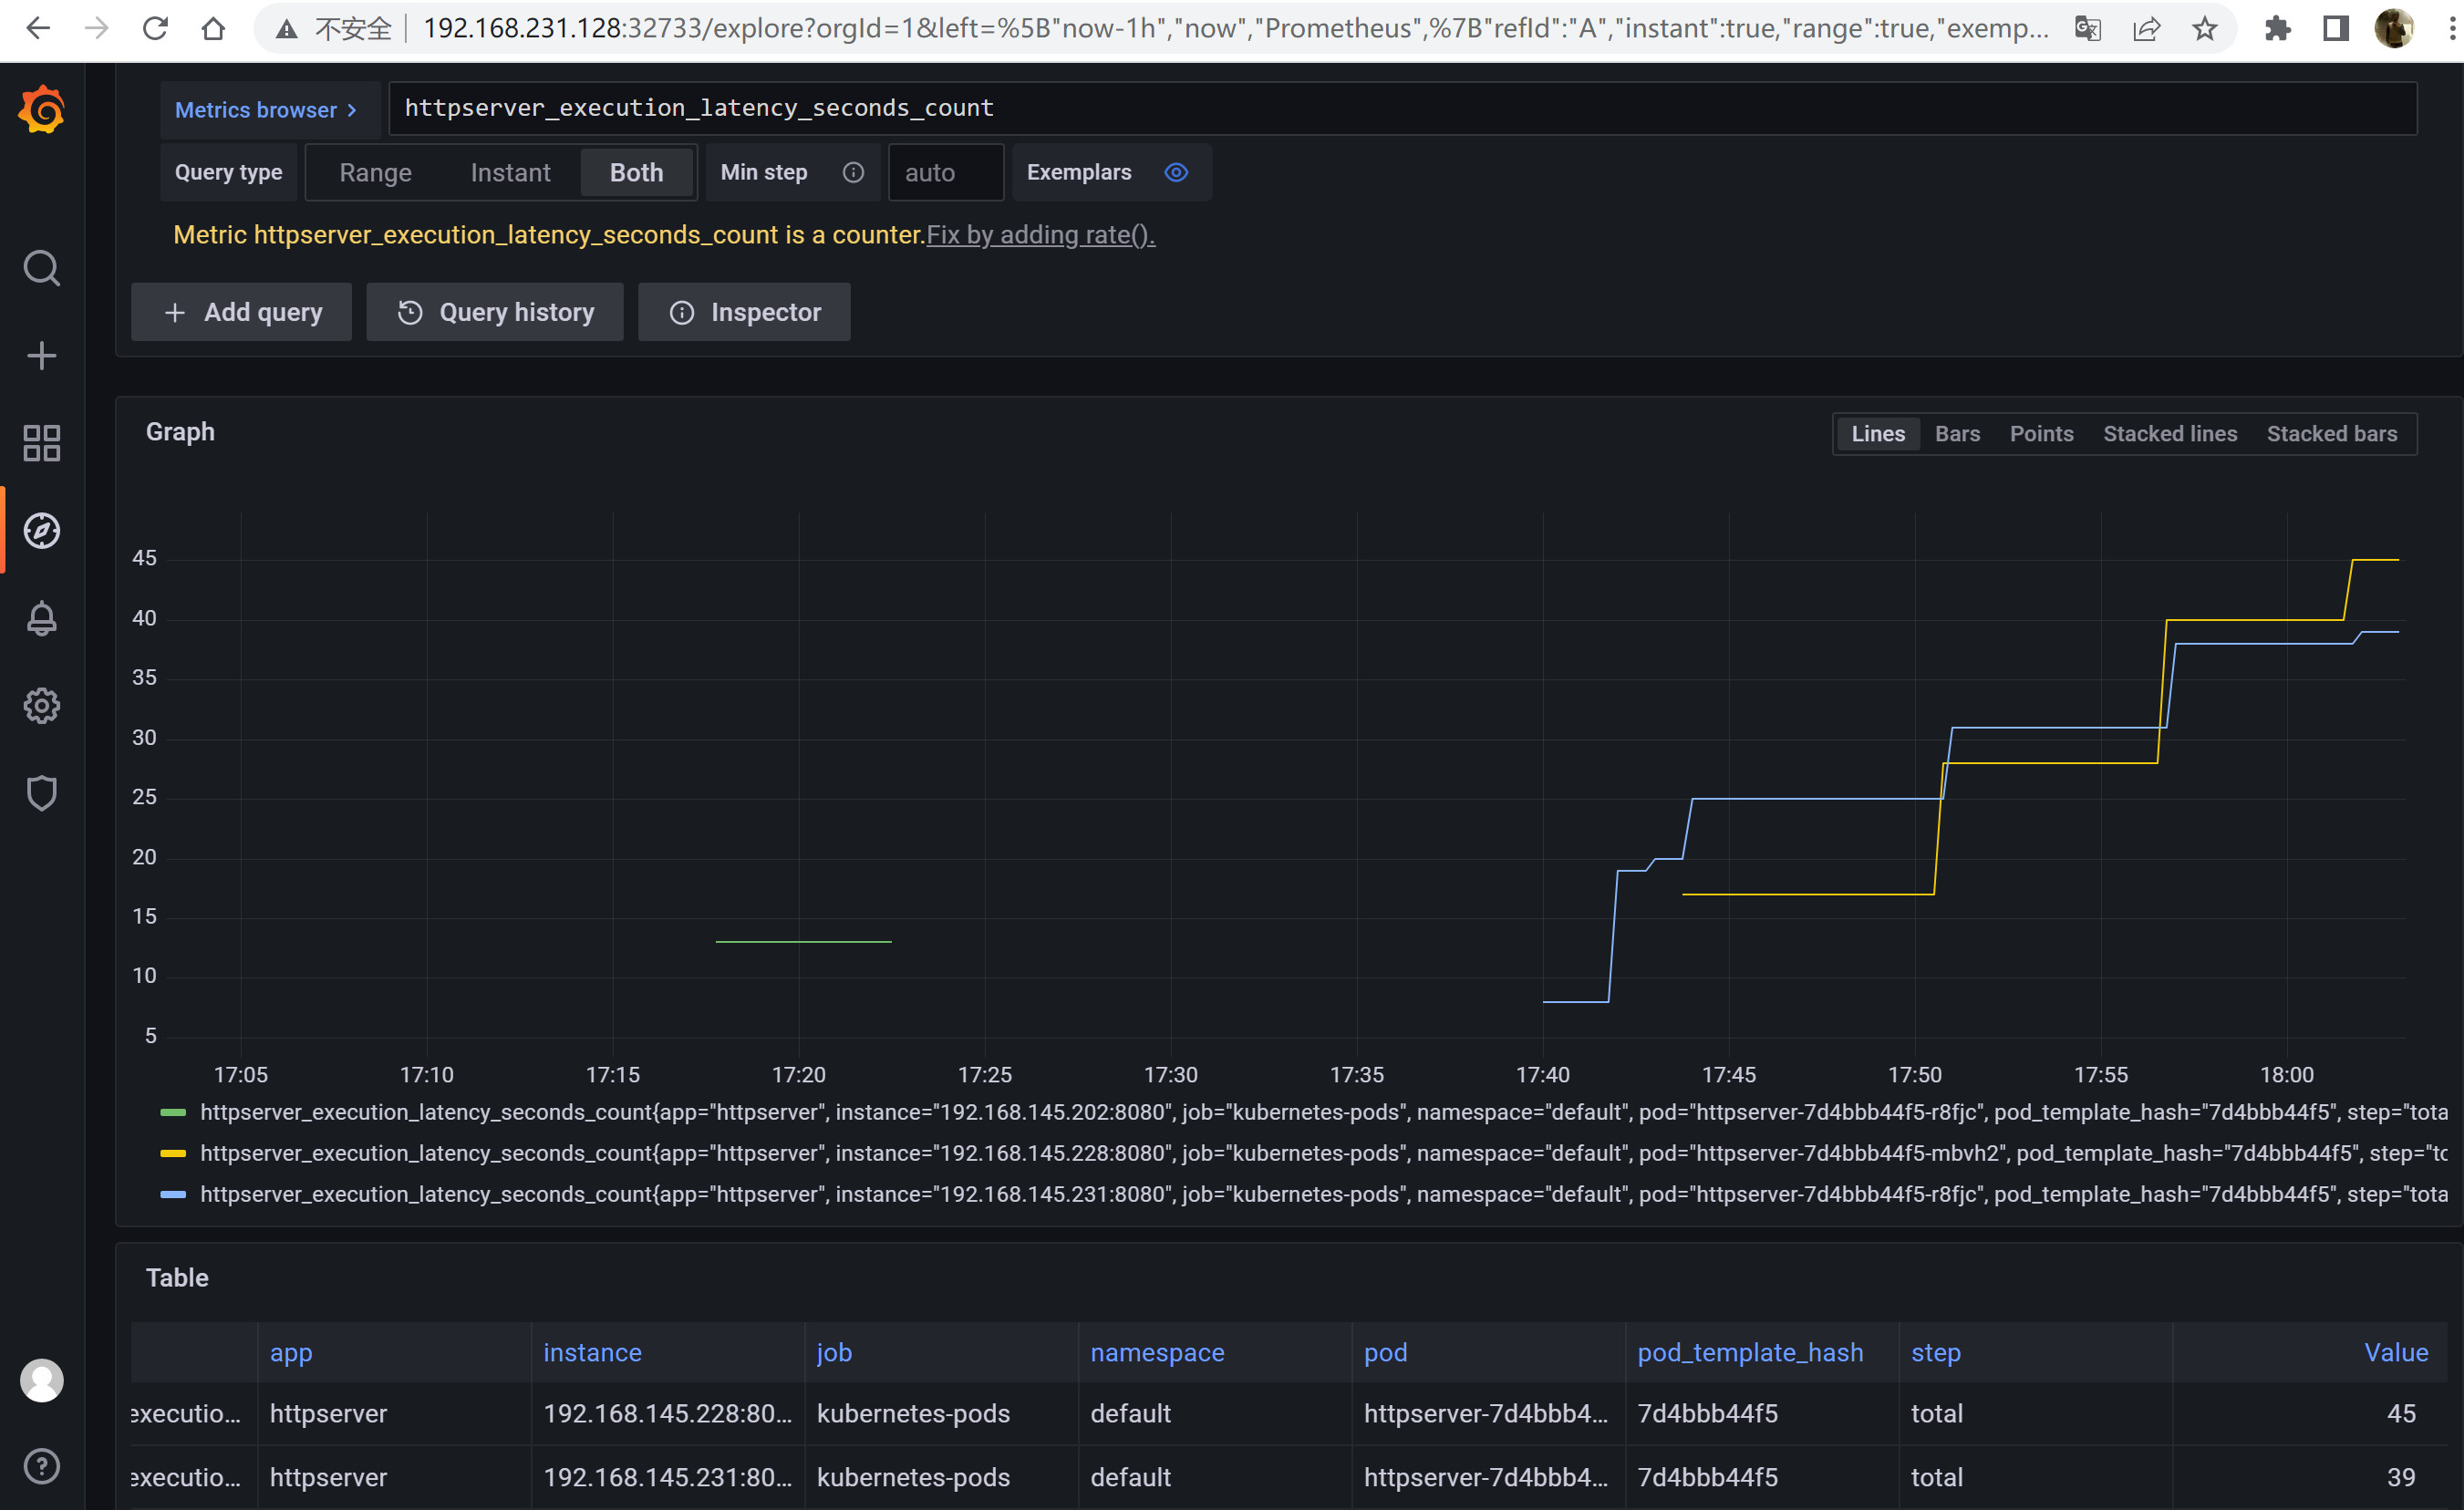 不安全 192.168.231.128:32733/explore?orgId=1&left=%5B"now-1h","now","Prometheus",%7B"refId":"A","instant":true,"range":true,"exemp...
Metrics browser > httpserver_execution_latency_seconds_count
Query type Range Instant Both Min step auto Exemplars
Metric httpserver_execution_latency_seconds_count is a counter.Fix by adding rate().
+ Add query Query history Inspector
Graph Lines Bars Points Stacked lines Stacked bars
45
40
35
30
25
20
15
10
5
17:05 17:10 17:15 17:20 17:25 17:30 17:35 17:40 17:45 17:50 17:55 18:00
httpserver_execution_latency_seconds_count{app="httpserver", instance="192.168.145.202:8080", job="kubernetes-pods", namespace="default", pod="httpserver-7d4bbb44f5-r8fjc", pod_template_hash="7d4bbb44f5", step="tota
httpserver_execution_latency_seconds_count{app="httpserver", instance="192.168.145.228:8080", job="kubernetes-pods", namespace="default", pod="httpserver-7d4bbb44f5-mbvh2", pod_template_hash="7d4bbb44f5", step="to
httpserver_execution_latency_seconds_count{app="httpserver", instance="192.168.145.231:8080", job="kubernetes-pods", namespace="default", pod="httpserver-7d4bbb44f5-r8fjc", pod_template_hash="7d4bbb44f5", step="tota
Table
app instance job namespace pod pod_template_hash step Value
executio... httpserver 192.168.145.228:80... kubernetes-pods default httpserver-7d4bbb4... 7d4bbb44f5 total 45
executio... httpserver 192.168.145.231:80... kubernetes-pods default httpserver-7d4bbb4... 7d4bbb44f5 total 39